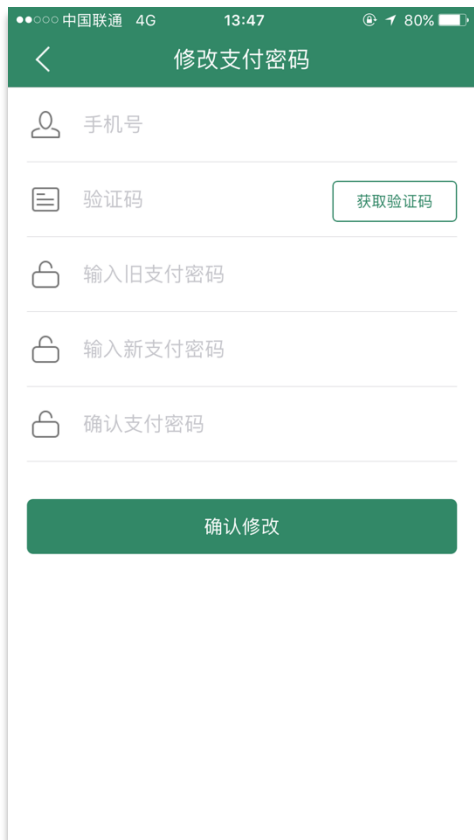 中国联通 4G 13:47 80%
修改支付密码
手机号
验证码 获取验证码
输入旧支付密码
输入新支付密码
确认支付密码
确认修改